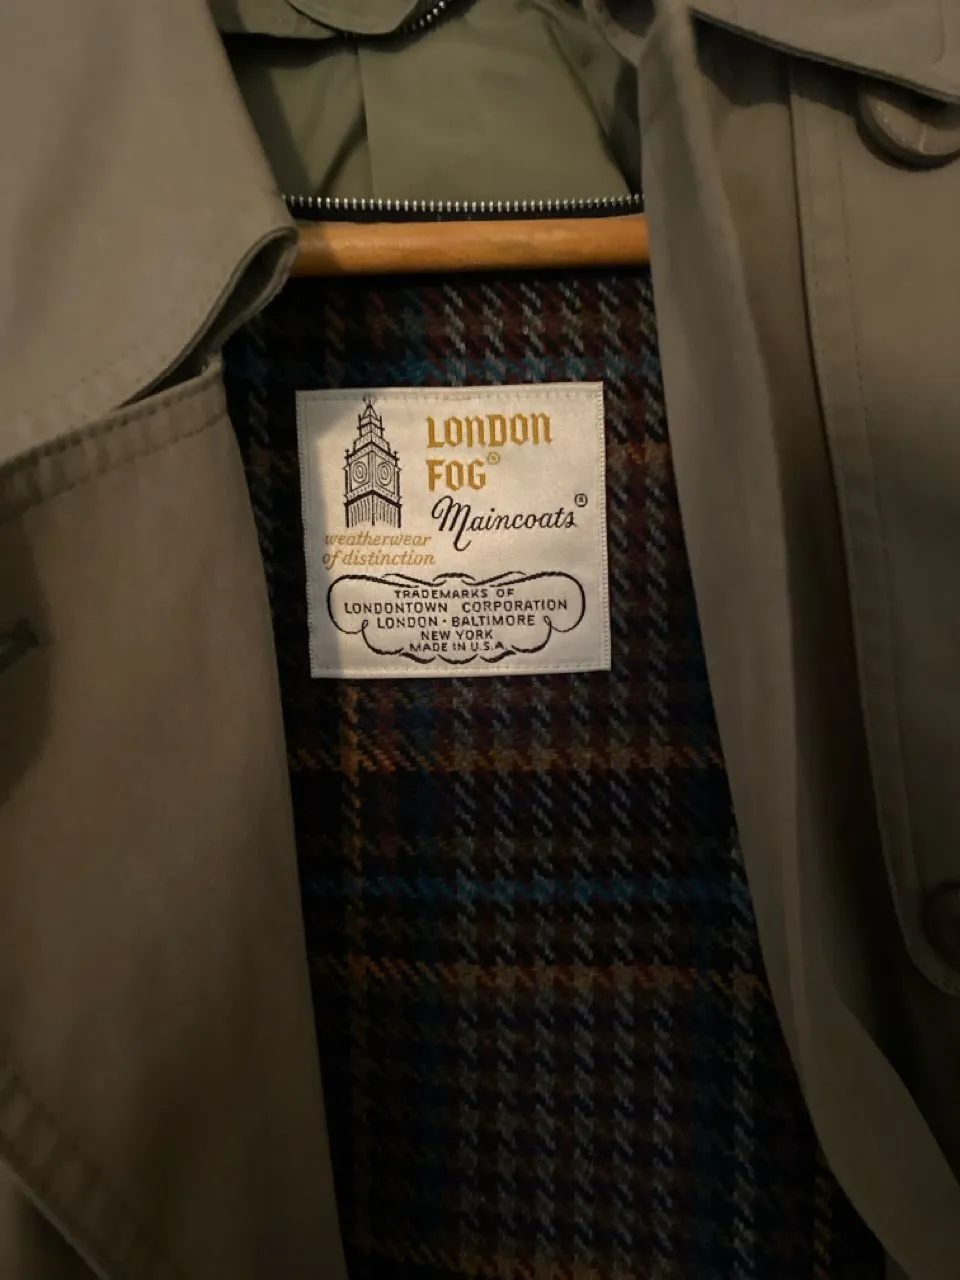 LONDON
FOG®
Maincoats®
weatherwear
of distinction
TRADEMARKS OF
LONDONTOWN CORPORATION
LONDON · BALTIMORE
NEW YORK
MADE IN U.S.A.